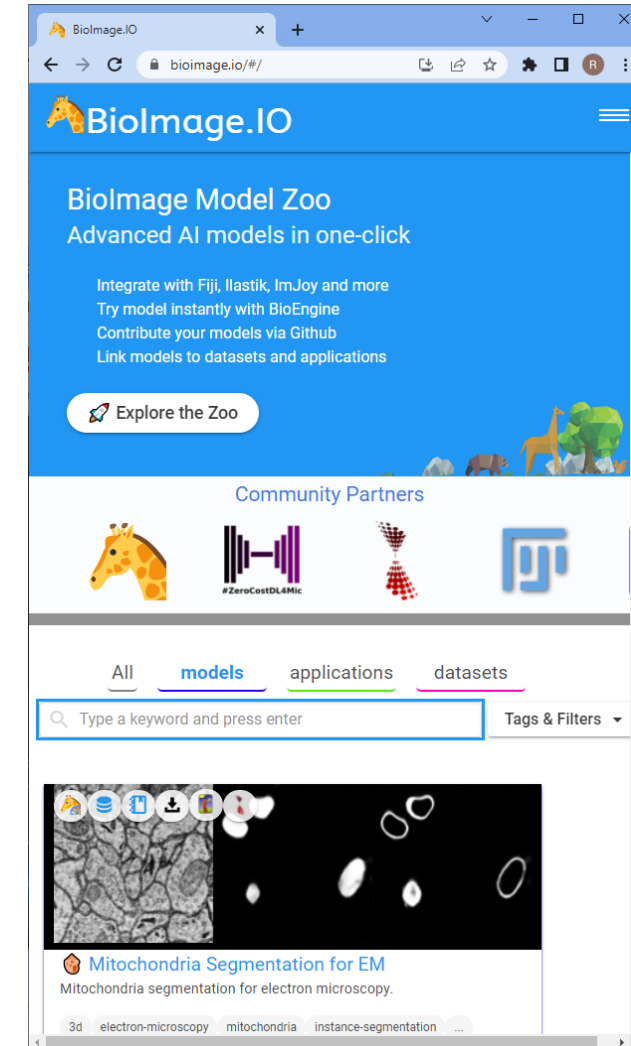 BioImage.IO
bioimage.io/#/
R
BioImage.IO
BioImage Model Zoo
Advanced AI models in one-click
Integrate with Fiji, Ilastik, ImJoy and more
Try model instantly with BioEngine
Contribute your models via Github
Link models to datasets and applications
Explore the Zoo
Community Partners
#ZeroCostDL4Mic
All models applications datasets
Type a keyword and press enter
Tags & Filters
Mitochondria Segmentation for EM
Mitochondria segmentation for electron microscopy.
3d electron-microscopy mitochondria instance-segmentation ...